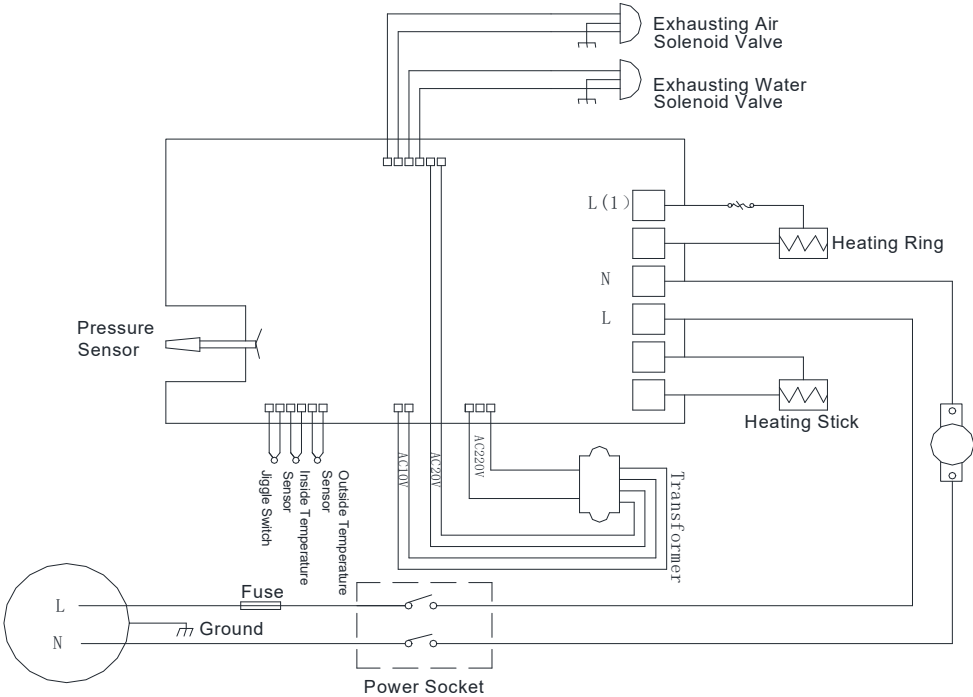 Exhausting Air
Solenoid Valve
Exhausting Water
Solenoid Valve
L(1)
Heating Ring
N
L
Pressure
Sensor
Heating Stick
AC10V
AC20V
AC220V
Transformer
Jiggle Switch
Inside Temperature
Sensor
Outside Temperature
Sensor
Fuse
L
Ground
N
Power Socket